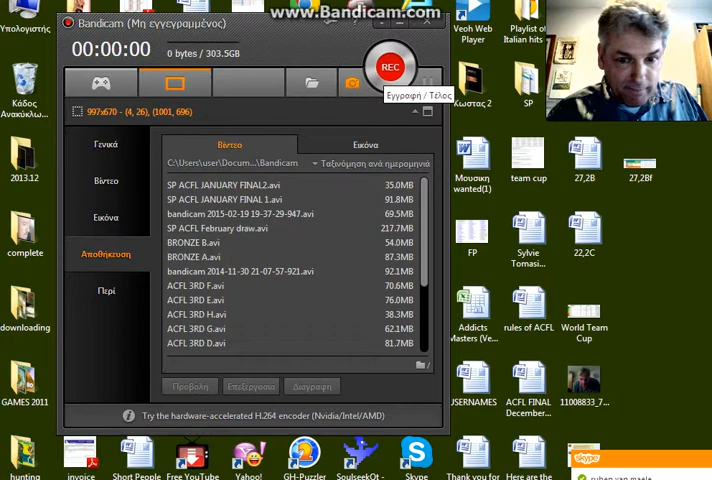 www.Bandicam.com
Bandicam (Μη εγγεγραμμένος)
00:00:00
0 bytes / 303.5GB
REC
Εγγραφή / Τέλος
997x670 - (4, 26), (1001, 696)
Γενικά
Βίντεο
Εικόνα
Αποθήκευση
Περί
Βίντεο
Εικόνα
C:\Users\user\Docum...\Bandicam
Ταξινόμηση ανά ημερομηνία
SP ACFL JANUARY FINAL2.avi 35.0MB
SP ACFL JANUARY FINAL 1.avi 91.8MB
bandicam 2015-02-19 19-37-29-947.avi 69.5MB
SP ACFL February draw.avi 217.7MB
BRONZE B.avi 54.0MB
BRONZE A.avi 87.3MB
bandicam 2014-11-30 21-07-57-921.avi 92.1MB
ACFL 3RD F.avi 70.6MB
ACFL 3RD E.avi 76.0MB
ACFL 3RD H.avi 38.3MB
ACFL 3RD G.avi 62.1MB
ACFL 3RD D.avi 81.7MB
Προβολή
Επεξεργασία
Διαγραφή
Try the hardware-accelerated H.264 encoder (Nvidia/Intel/AMD)
Υπολογιστής
Κάδος
Ανακύκλω...
2013.12
complete
downloading
GAMES 2011
hunting
invoice
Short People
Free YouTube
Yahoo!
GH-Puzzler
SoulseekQt -
Skype
Veoh Web
Player
Playlist of
Italian hits
Κωστας 2
SP
Μουσικη
wanted(1)
team cup
27,2B
27,2Bf
FP
Sylvie
Tomasi...
22,2C
Addicts
Masters (Ve...
rules of ACFL
World Team
Cup
USERNAMES
ACFL FINAL
December...
11008833_7...
Thank you for
Here are the
skype
ruben van maele